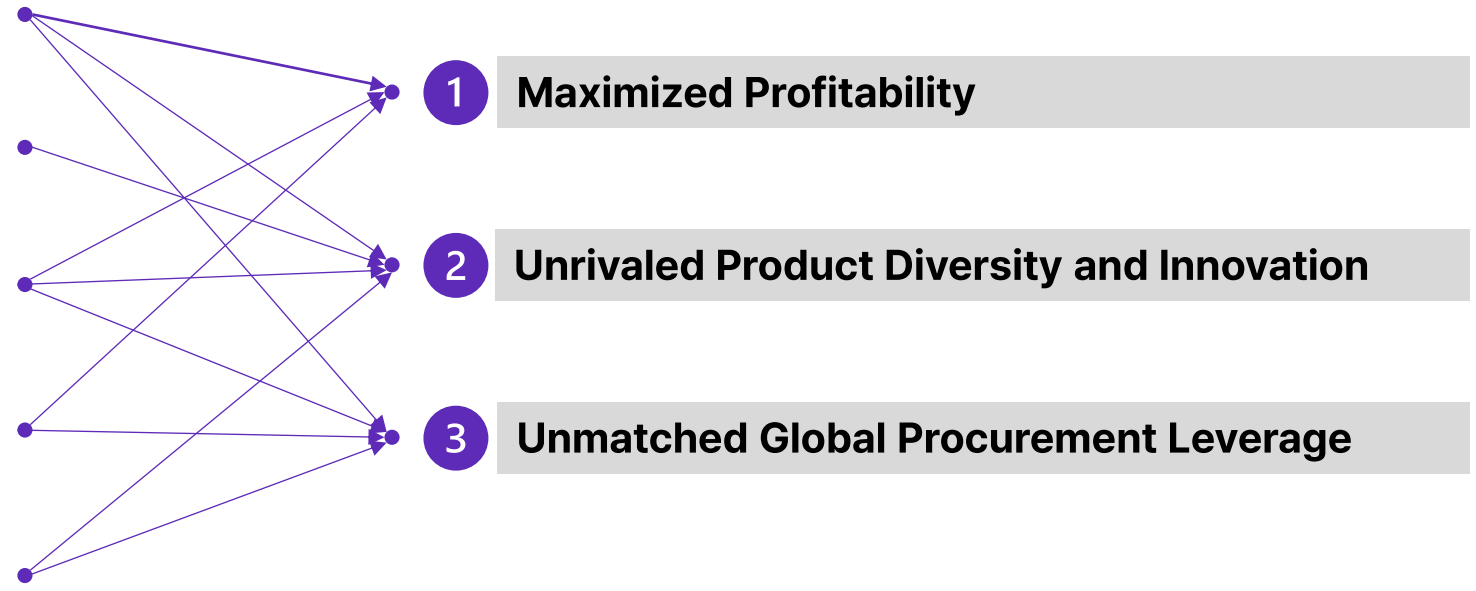 1 Maximized Profitability
2 Unrivaled Product Diversity and Innovation
3 Unmatched Global Procurement Leverage